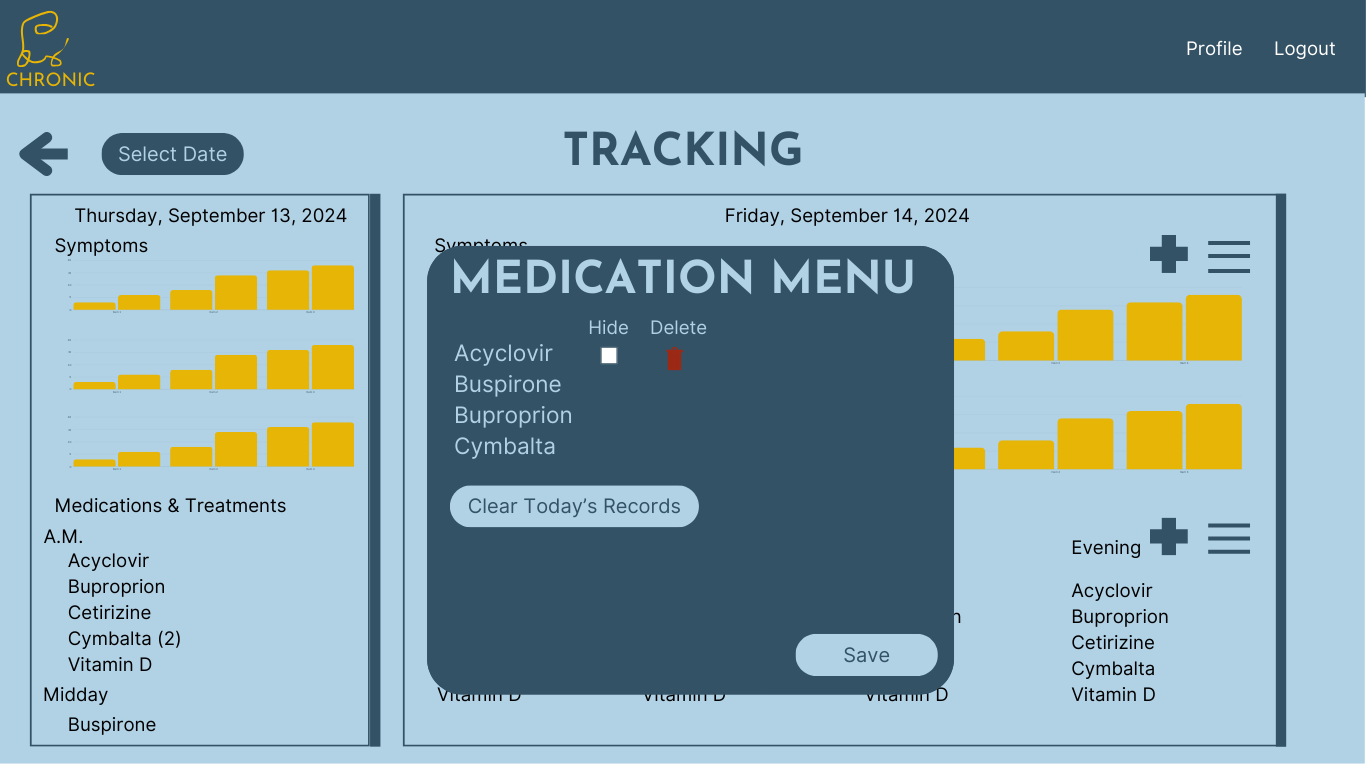 CHRONIC
Profile
Logout
Select Date
TRACKING
Thursday, September 13, 2024
Symptoms
Medications & Treatments
A.M.
Acyclovir
Buproprion
Cetirizine
Cymbalta (2)
Vitamin D
Midday
Buspirone
Friday, September 14, 2024
Symptoms
MEDICATION MENU
Hide Delete
Acyclovir
Buspirone
Buproprion
Cymbalta
Clear Today’s Records
Save
Vitamin D
Vitamin D
Vitamin D
Evening
Acyclovir
Buproprion
Cetirizine
Cymbalta
Vitamin D